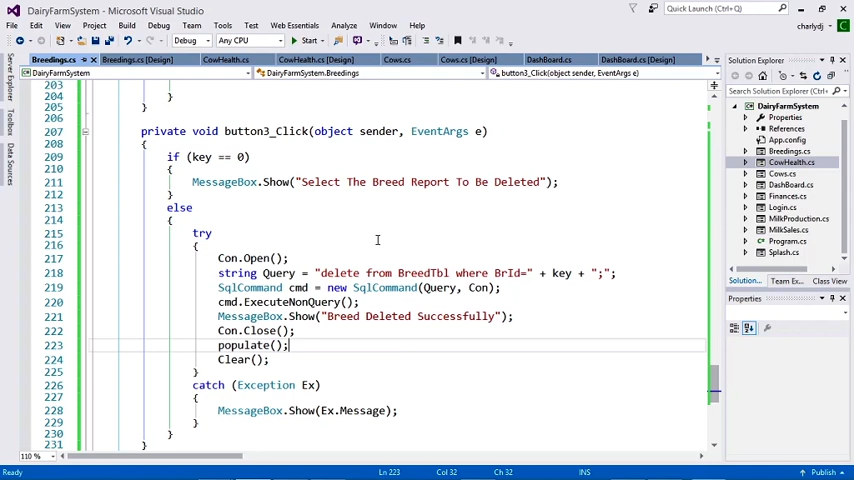 DairyFarmSystem - Microsoft Visual Studio
Quick Launch (Ctrl+Q)
FILE EDIT VIEW PROJECT BUILD DEBUG TEAM TOOLS TEST WEB ESSENTIALS ANALYZE WINDOW HELP
charlydj
Debug Any CPU Start
Breedings.cs Breedings.cs [Design] CowHealth.cs CowHealth.cs [Design] Cows.cs Cows.cs [Design] DashBoard.cs DashBoard.cs [Design]
DairyFarmSystem DairyFarmSystem.Breedings button3_Click(object sender, EventArgs e)
Server Explorer
Toolbox
Data Sources
203
204 }
205 }
206
207 private void button3_Click(object sender, EventArgs e)
208 {
209 if (key == 0)
210 {
211 MessageBox.Show("Select The Breed Report To Be Deleted");
212 }
213 else
214 {
215 try
216 {
217 Con.Open();
218 string Query = "delete from BreedTbl where BrId=" + key + ";";
219 SqlCommand cmd = new SqlCommand(Query, Con);
220 cmd.ExecuteNonQuery();
221 MessageBox.Show("Breed Deleted Successfully");
222 Con.Close();
223 populate();
224 Clear();
225 }
226 catch (Exception Ex)
227 {
228 MessageBox.Show(Ex.Message);
229 }
230 }
231 }
110 %
Solution Explorer
Search Solution Explorer
DairyFarmSystem
Properties
References
App.config
Breedings.cs
CowHealth.cs
Cows.cs
DashBoard.cs
Finances.cs
Login.cs
MilkProduction.cs
MilkSales.cs
Program.cs
Splash.cs
Solution... Team Ex... Class View
Properties
Ready Ln 223 Col 32 Ch 32 INS Publish